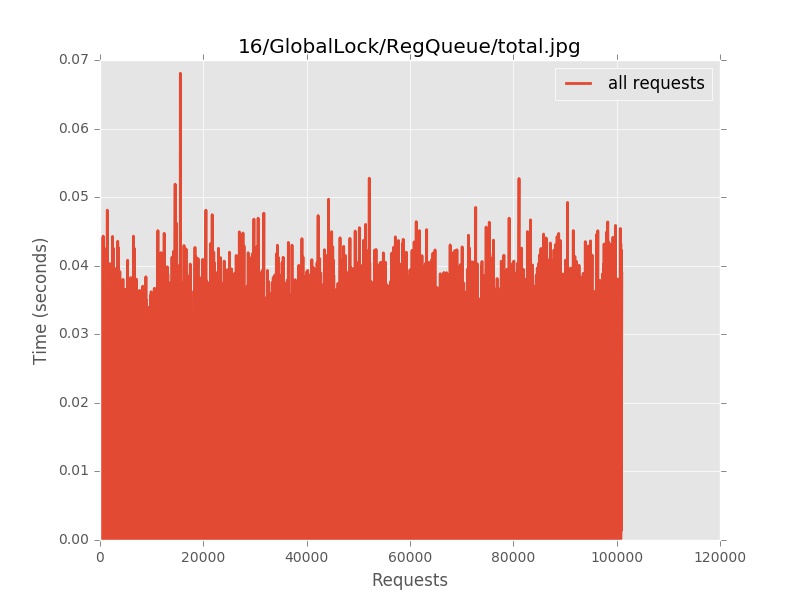 16/GlobalLock/RegQueue/total.jpg
all requests
0.07
0.06
0.05
0.04
0.03
0.02
0.01
0.00
Time (seconds)
0 20000 40000 60000 80000 100000 120000
Requests